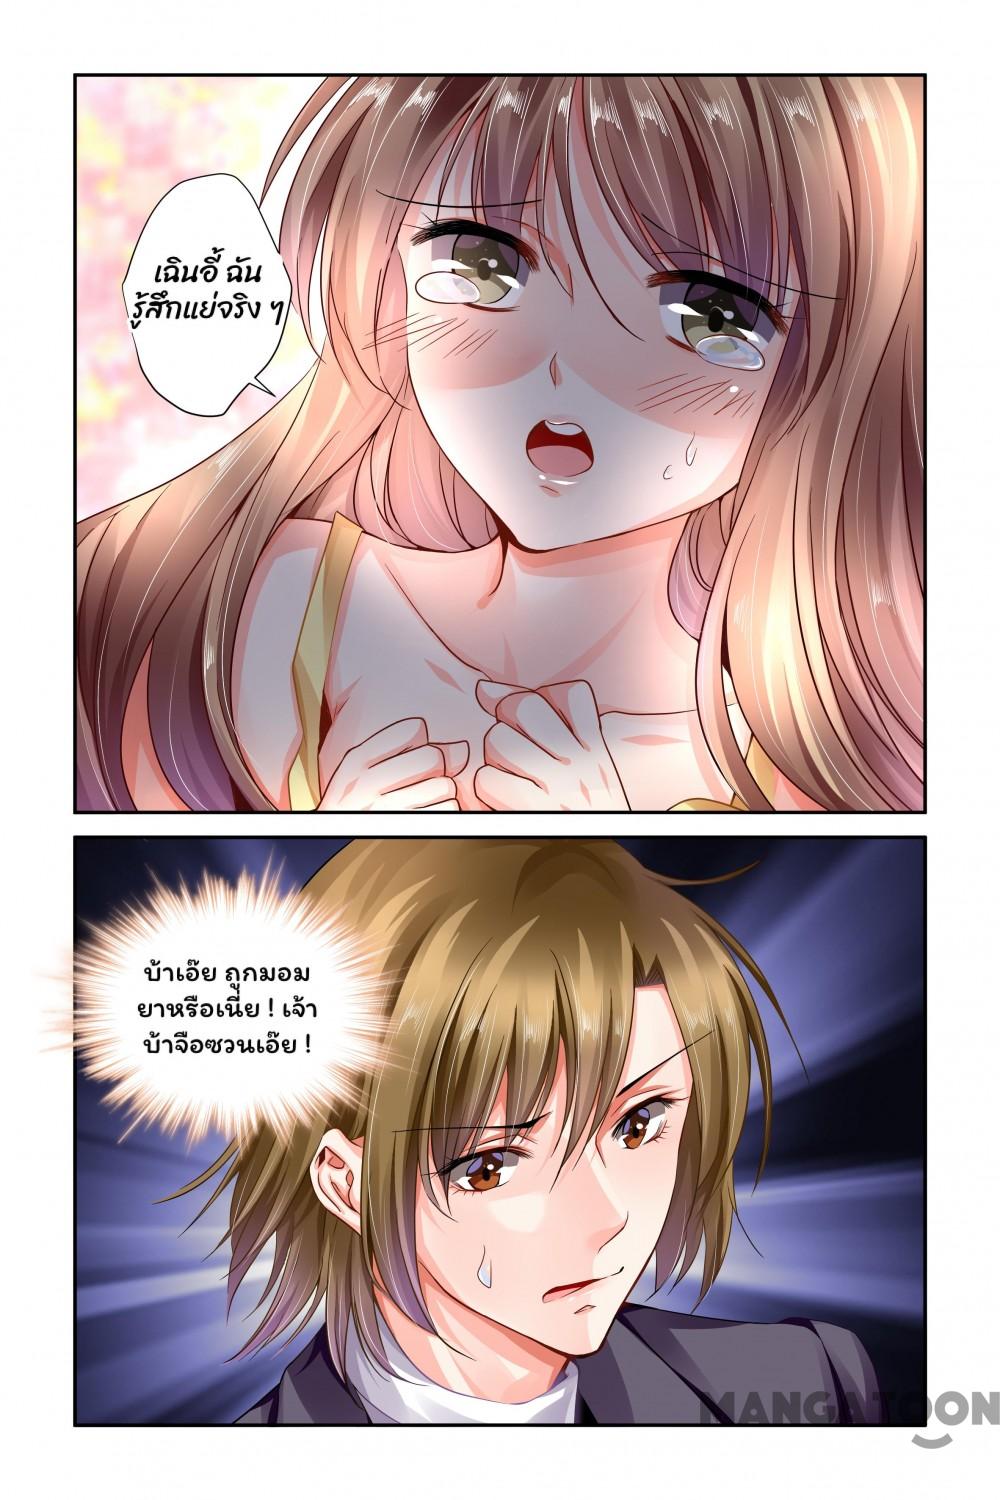 เฉินอี้ ฉัน
รู้สึกแย่จริง ๆ
บ้าเอ๊ย ถูกมอม
ยาหรือเนี่ย ! เจ้า
บ้าจือซวนเอ๊ย !
MANGATOON